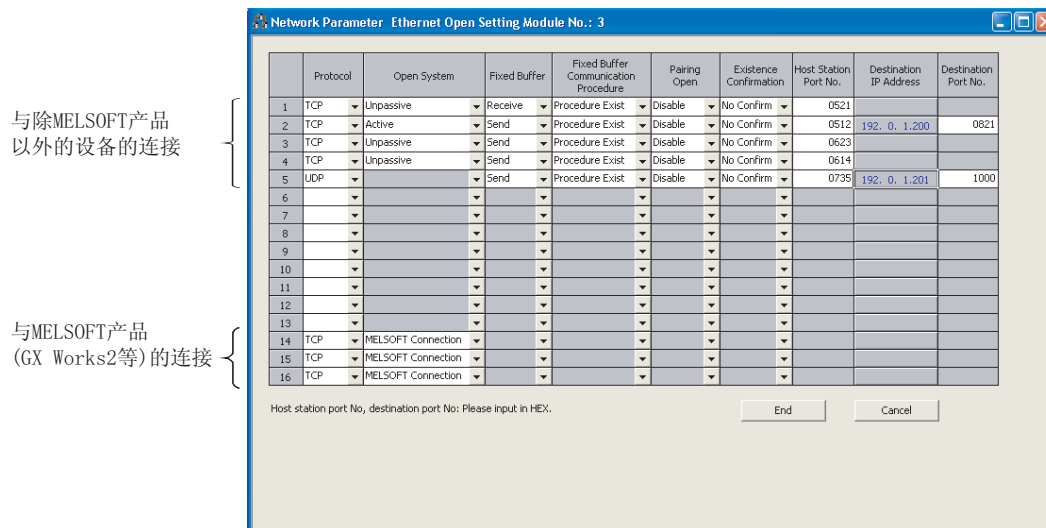 Network Parameter Ethernet Open Setting Module No.: 3
Protocol Open System Fixed Buffer Fixed Buffer Communication Procedure Pairing Open Existence Confirmation Host Station Port No. Destination IP Address Destination Port No.
1 TCP Unpassive Receive Procedure Exist Disable No Confirm 0521
2 TCP Active Send Procedure Exist Disable No Confirm 0512 192. 0. 1.200 0821
3 TCP Unpassive Send Procedure Exist Disable No Confirm 0623
4 TCP Unpassive Send Procedure Exist Disable No Confirm 0614
5 UDP Send Procedure Exist Disable No Confirm 0735 192. 0. 1.201 1000
6
7
8
9
10
11
12
13
14 TCP MELSOFT Connection
15 TCP MELSOFT Connection
16 TCP MELSOFT Connection
与除MELSOFT产品
以外的设备的连接
与MELSOFT产品
(GX Works2等)的连接
Host station port No, destination port No: Please input in HEX.
End
Cancel